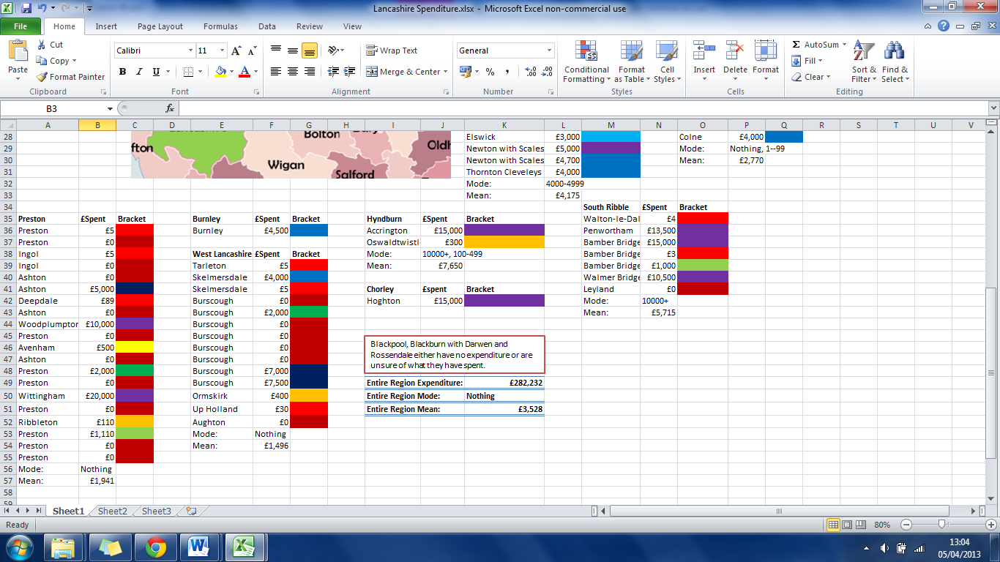 Lancashire Spenditure.xlsx - Microsoft Excel non-commercial use
File Home Insert Page Layout Formulas Data Review View
Paste
Cut
Copy
Format Painter
Clipboard
Calibri 11
B I U
Font
Wrap Text
Merge & Center
Alignment
General
% ,
Number
Conditional Formatting
Format as Table
Cell Styles
Styles
Insert Delete Format
Cells
AutoSum
Fill
Clear
Sort & Filter
Find & Select
Editing
B3 fx
A B C D E F G H I J K L M N O P Q R S T U V
28 Elswick £3,000 Colne £4,000
29 Newton with Scales £5,000 Mode: Nothing, 1--99
30 Newton with Scales £4,700 Mean: £2,770
31 Thornton Cleveleys £4,000
32 Mode: 4000-4999
33 Mean: £4,175
Bolton
fton
Oldh
Wigan
Salford
34 South Ribble £Spent Bracket
35 Preston £Spent Bracket Burnley £Spent Bracket Hyndburn £Spent Bracket Walton-le-Dal £4
36 Preston £5 Burnley £4,500 Accrington £15,000 Penwortham £13,500
37 Preston £0 Oswaldtwistl £300 Bamber Bridge £15,000
38 Ingol £5 West Lancashire £Spent Bracket Mode: 10000+, 100-499 Bamber Bridge £3
39 Ingol £0 Tarleton £5 Mean: £7,650 Bamber Bridge £1,000
40 Ashton £0 Skelmersdale £4,000 Walmer Bridge £10,500
41 Ashton £5,000 Skelmersdale £5 Chorley £spent Bracket Leyland £0
42 Deepdale £89 Burscough £0 Hoghton £15,000 Mode: 10000+
43 Ashton £0 Burscough £2,000 Mean: £5,715
44 Woodplumpton £10,000 Burscough £0
45 Preston £0 Burscough £0
46 Avenham £500 Burscough £0
47 Ashton £0 Burscough £0
48 Preston £2,000 Burscough £7,000
Blackpool, Blackburn with Darwen and
Rossendale either have no expenditure or are
unsure of what they have spent.
49 Preston £0 Burscough £7,500 Entire Region Expenditure: £282,232
50 Wittingham £20,000 Ormskirk £400 Entire Region Mode: Nothing
51 Preston £0 Up Holland £30 Entire Region Mean: £3,528
52 Ribbleton £110 Aughton £0
53 Preston £1,110 Mode: Nothing
54 Preston £0 Mean: £1,496
55 Preston £0
56 Mode: Nothing
57 Mean: £1,941
58
59
Sheet1 Sheet2 Sheet3
Ready 80%
13:04
05/04/2013